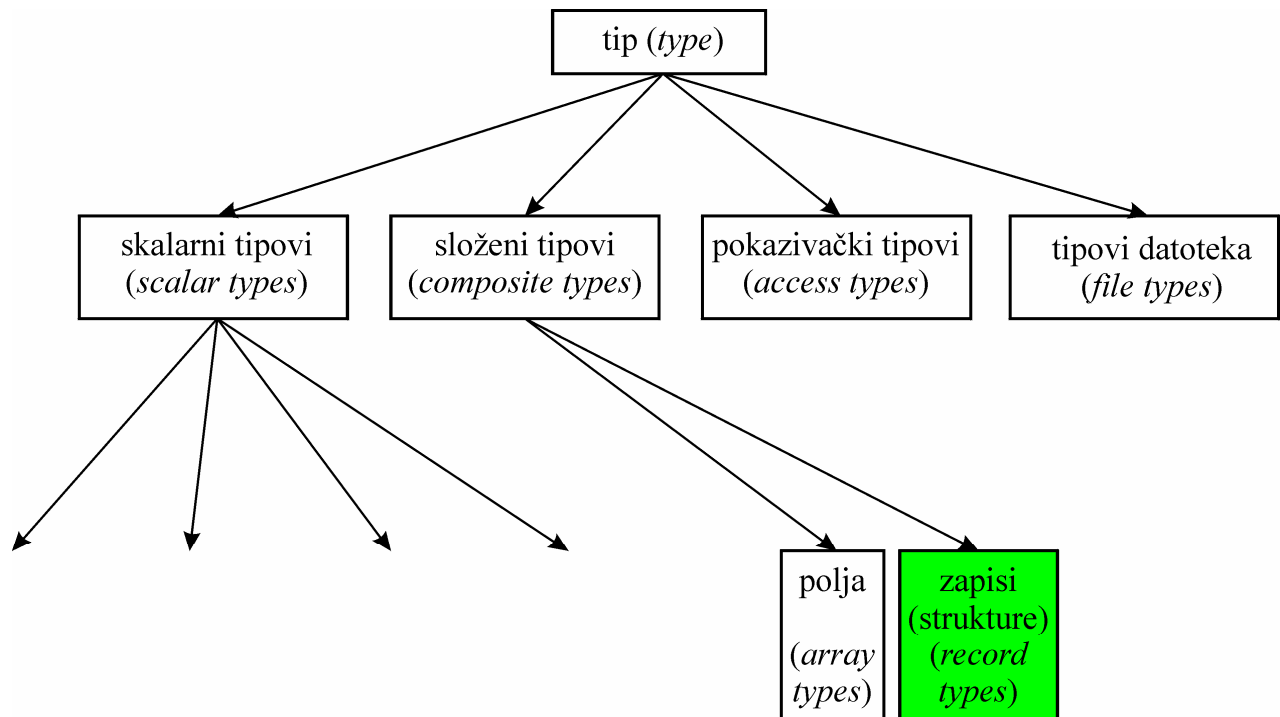 tip (type)
skalarni tipovi
(scalar types)
složeni tipovi
(composite types)
pokazivački tipovi
(access types)
tipovi datoteka
(file types)
polja
(array
types)
zapisi
(strukture)
(record
types)